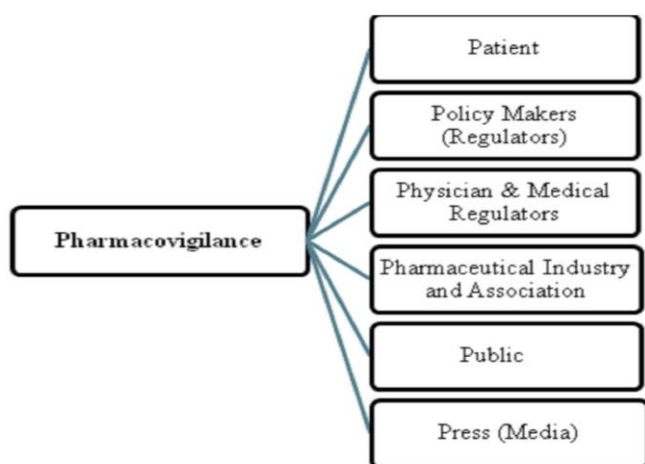 Patient
Policy Makers
(Regulators)
Physician & Medical
Regulators
Pharmacovigilance
Pharmaceutical Industry
and Association
Public
Press (Media)